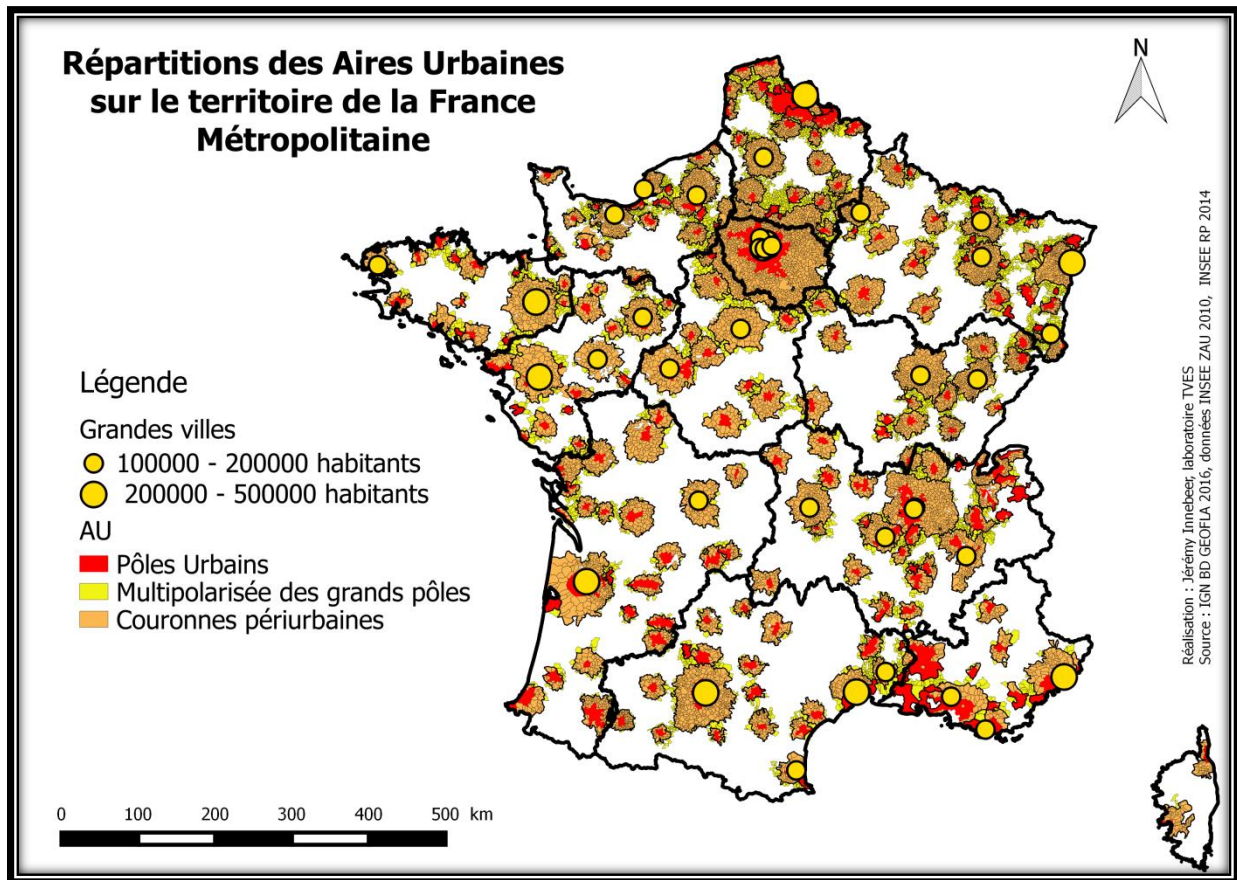 Répartitions des Aires Urbaines
sur le territoire de la France
Métropolitaine
N
Légende
Grandes villes
100000 - 200000 habitants
200000 - 500000 habitants
AU
Pôles Urbains
Multipolarisée des grands pôles
Couronnes périurbaines
0 100 200 300 400 500 km
Réalisation : Jérémy Innebeer, laboratoire TVES
Source : IGN BD GEOFLA 2016, données INSEE ZAU 2010, INSEE RP 2014